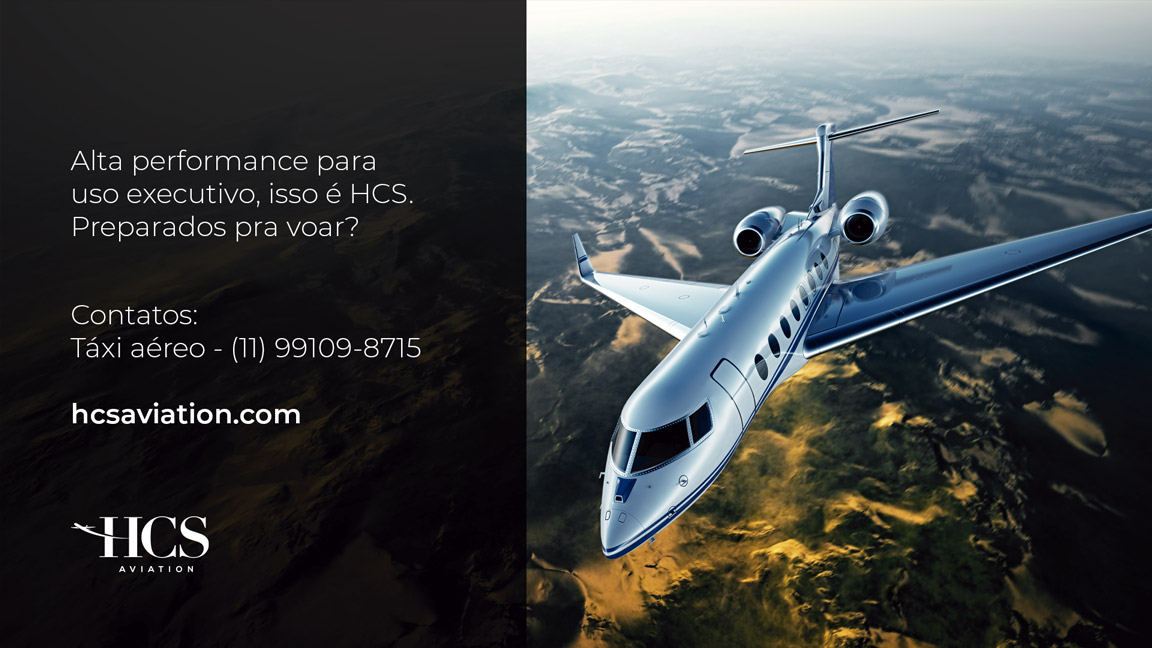 Alta performance para
uso executivo, isso é HCS.
Preparados pra voar?
Contatos:
Táxi aéreo - (11) 99109-8715
hcsaviation.com
HCS
AVIATION